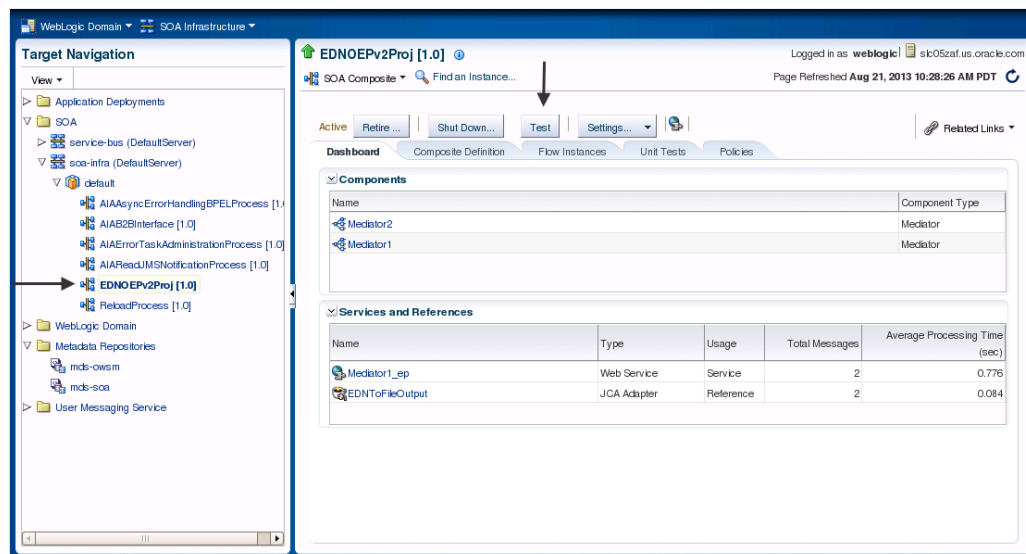 WebLogic Domain SOA Infrastructure
Target Navigation
View
Application Deployments
SOA
service-bus (DefaultServer)
soa-infra (DefaultServer)
default
AIAAsyncErrorHandlingBPELProcess [1.
AIAB2BInterface [1.0]
AIAErrorTaskAdministrationProcess [1.0]
AIAReadJMSNotificationProcess [1.0]
EDNOEPv2Proj [1.0]
ReloadProcess [1.0]
WebLogic Domain
Metadata Repositories
mds-owsm
mds-soa
User Messaging Service
EDNOEPv2Proj [1.0]
Logged in as weblogic slc05zaf.us.oracle.com
SOA Composite Find an Instance...
Page Refreshed Aug 21, 2013 10:28:26 AM PDT
Active Retire ... Shut Down... Test Settings...
Related Links
Dashboard Composite Definition Flow Instances Unit Tests Policies
Components
Name Component Type
Mediator2 Mediator
Mediator1 Mediator
Services and References
Name Type Usage Total Messages Average Processing Time
(sec)
Mediator1_ep Web Service Service 2 0.776
EDNToFileOutput JCA Adapter Reference 2 0.084